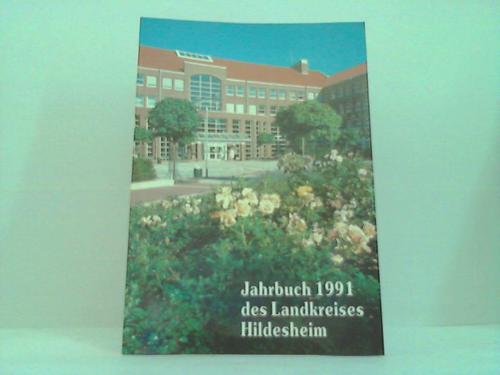 Jahrbuch 1991
des Landkreises
Hildesheim